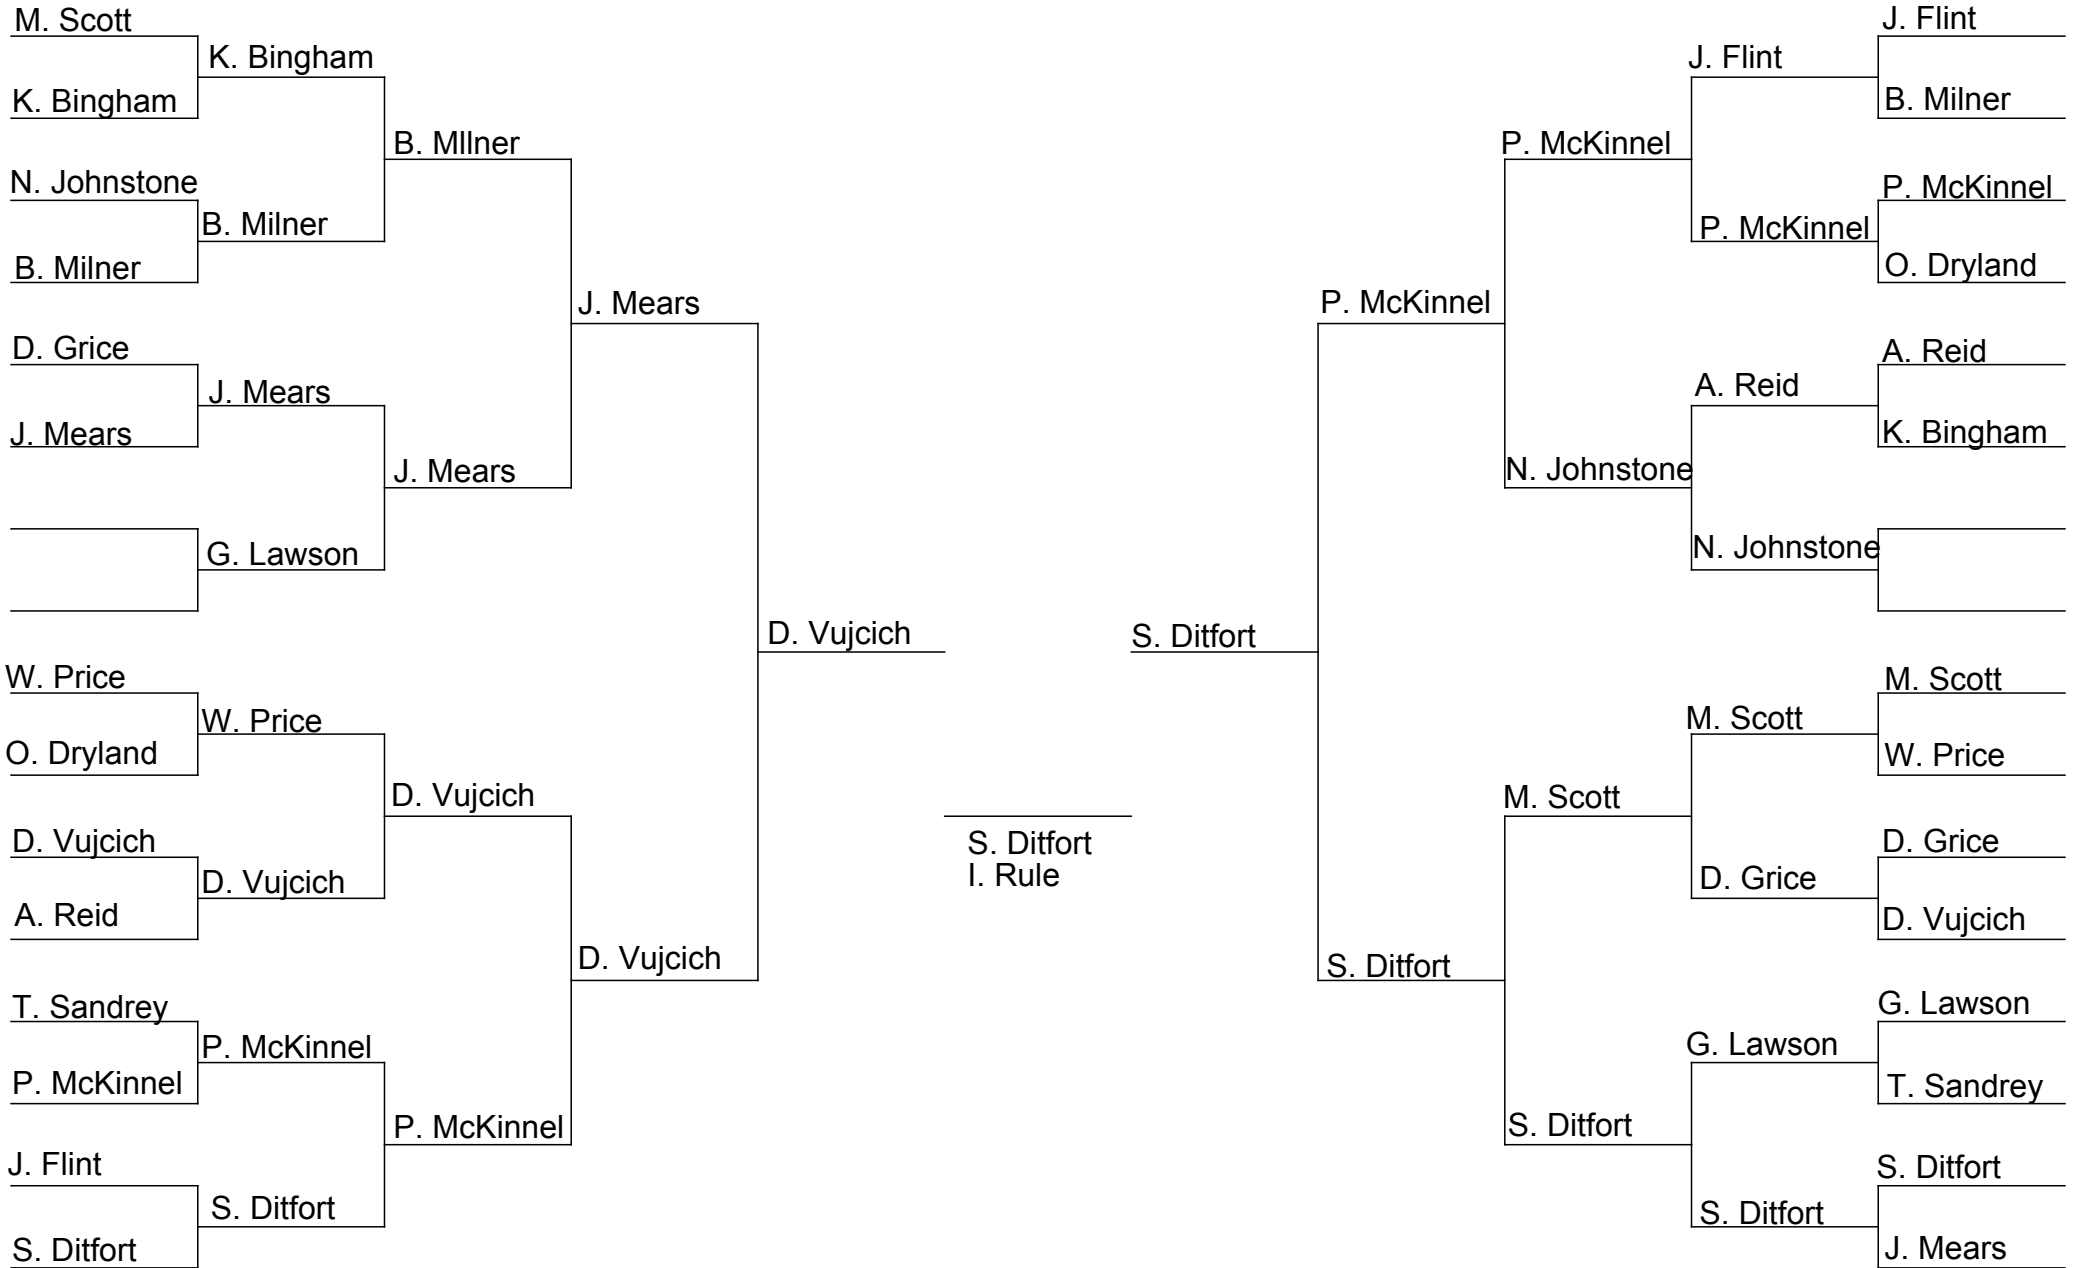 M. Scott
K. Bingham
N. Johnstone
B. Milner
D. Grice
J. Mears
W. Price
O. Dryland
D. Vujcich
A. Reid
T. Sandrey
P. McKinnel
J. Flint
S. Ditfort
K. Bingham
B. Milner
J. Mears
G. Lawson
W. Price
D. Vujcich
P. McKinnel
S. Ditfort
B. Mllner
J. Mears
D. Vujcich
P. McKinnel
J. Mears
D. Vujcich
D. Vujcich
S. Ditfort
I. Rule
S. Ditfort
P. McKinnel
S. Ditfort
P. McKinnel
N. Johnstone
M. Scott
S. Ditfort
J. Flint
P. McKinnel
A. Reid
N. Johnstone
M. Scott
D. Grice
G. Lawson
S. Ditfort
J. Flint
B. Milner
P. McKinnel
O. Dryland
A. Reid
K. Bingham
M. Scott
W. Price
D. Grice
D. Vujcich
G. Lawson
T. Sandrey
S. Ditfort
J. Mears